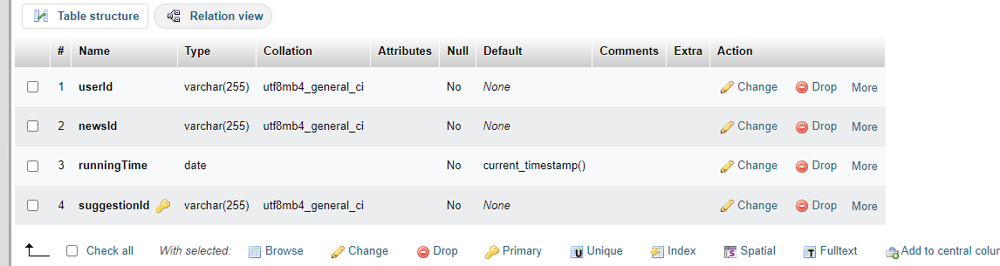 Table structure Relation view
# Name Type Collation Attributes Null Default Comments Extra Action
1 userId varchar(255) utf8mb4_general_ci No None Change Drop More
2 newsId varchar(255) utf8mb4_general_ci No None Change Drop More
3 runningTime date No current_timestamp() Change Drop More
4 suggestionId varchar(255) utf8mb4_general_ci No None Change Drop More
Check all With selected: Browse Change Drop Primary Unique Index Spatial Fulltext Add to central colu